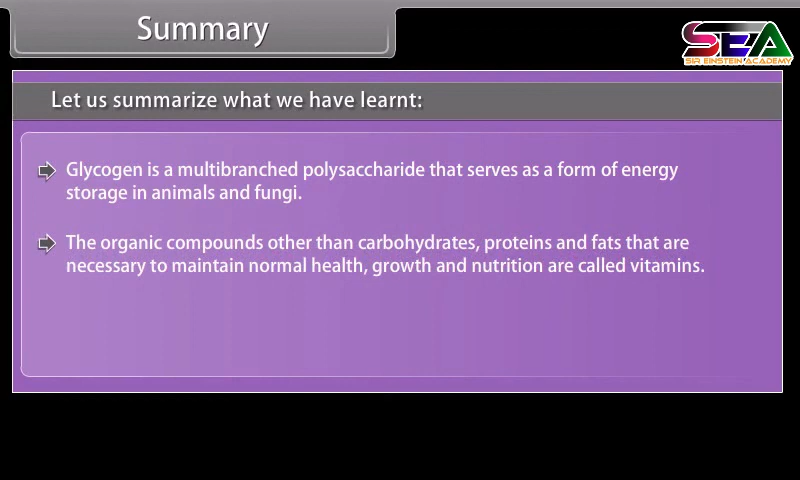 Summary
SEA
SIR EINSTEIN ACADEMY
Let us summarize what we have learnt:
Glycogen is a multibranched polysaccharide that serves as a form of energy
storage in animals and fungi.
The organic compounds other than carbohydrates, proteins and fats that are
necessary to maintain normal health, growth and nutrition are called vitamins.